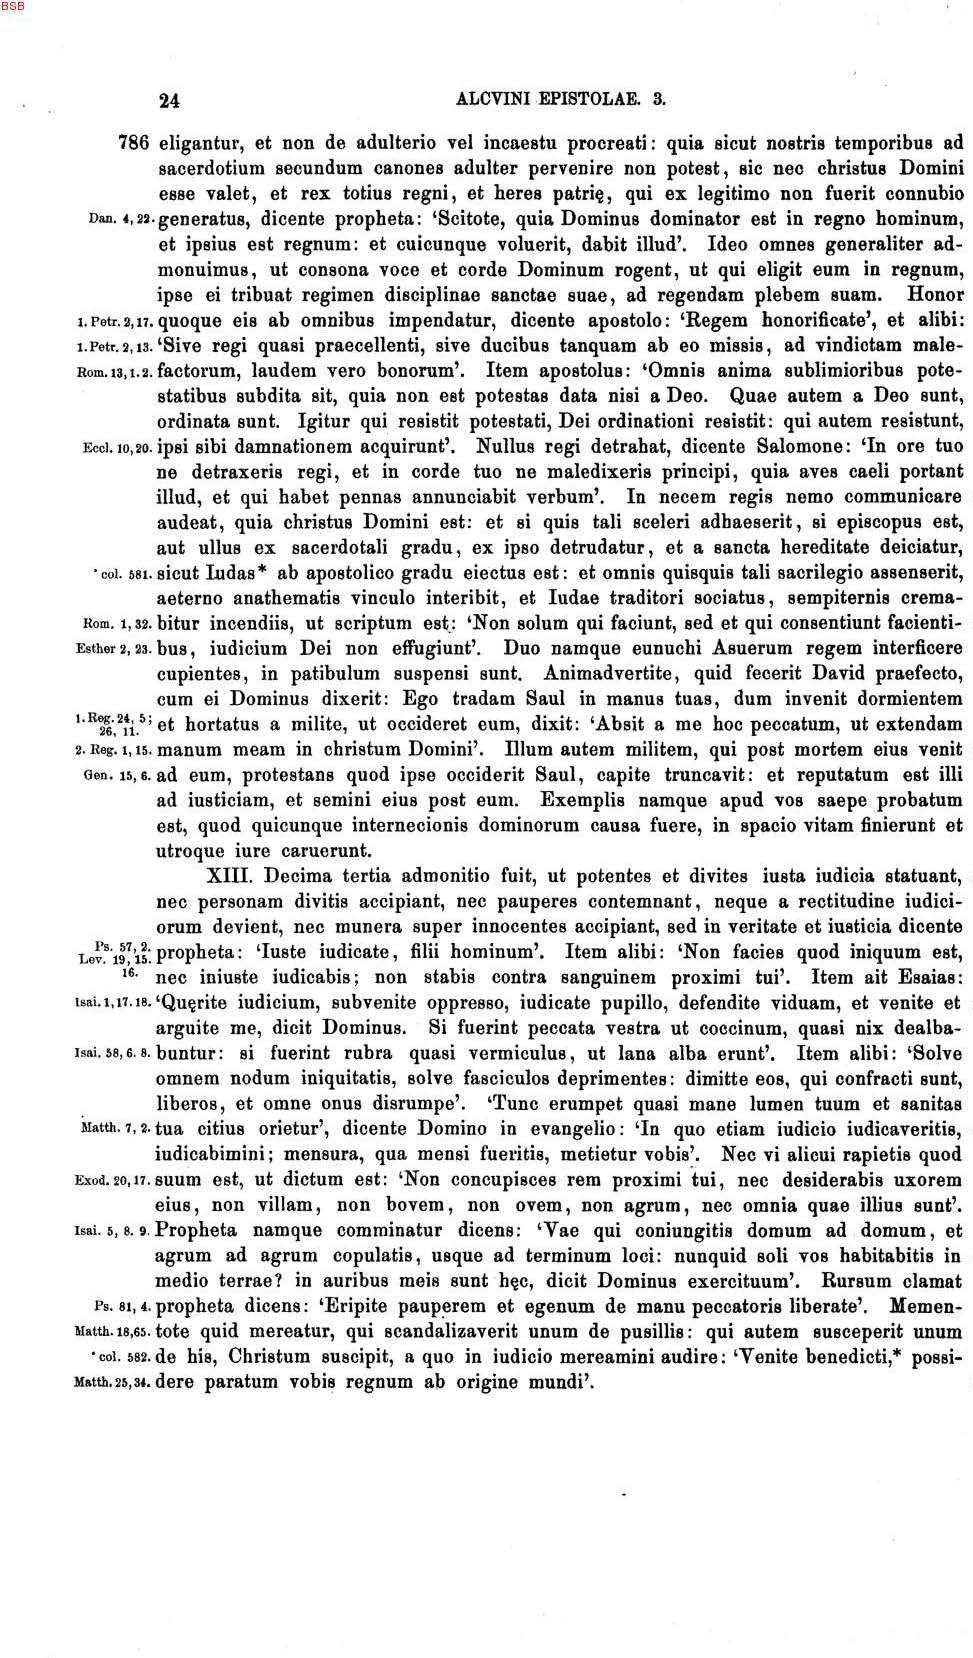 BSB
24 ALCVINI EPISTOLAE. 3.
786 eligantur, et non de adulterio vel incaestu procreati: quia sicut nostris temporibus ad
sacerdotium secundum canones adulter pervenire non potest, sic nec christus Domini
esse valet, et rex totius regni, et heres patrię, qui ex legitimo non fuerit connubio
Dan. 4, 22. generatus, dicente propheta: ‘Scitote, quia Dominus dominator est in regno hominum,
et ipsius est regnum: et cuicunque voluerit, dabit illud’. Ideo omnes generaliter ad-
monuimus, ut consona voce et corde Dominum rogent, ut qui eligit eum in regnum,
ipse ei tribuat regimen disciplinae sanctae suae, ad regendam plebem suam. Honor
1. Petr. 2, 17. quoque eis ab omnibus impendatur, dicente apostolo: ‘Regem honorificate’, et alibi:
1. Petr. 2, 13. ‘Sive regi quasi praecellenti, sive ducibus tanquam ab eo missis, ad vindictam male-
Rom. 13, 1. 2. factorum, laudem vero bonorum’. Item apostolus: ‘Omnis anima sublimioribus pote-
statibus subdita sit, quia non est potestas data nisi a Deo. Quae autem a Deo sunt,
ordinata sunt. Igitur qui resistit potestati, Dei ordinationi resistit: qui autem resistunt,
Eccl. 10, 20. ipsi sibi damnationem acquirunt’. Nullus regi detrahat, dicente Salomone: ‘In ore tuo
ne detraxeris regi, et in corde tuo ne maledixeris principi, quia aves caeli portant
illud, et qui habet pennas annunciabit verbum’. In necem regis nemo communicare
audeat, quia christus Domini est: et si quis tali sceleri adhaeserit, si episcopus est,
aut ullus ex sacerdotali gradu, ex ipso detrudatur, et a sancta hereditate deiciatur,
* col. 581. sicut Iudas* ab apostolico gradu eiectus est: et omnis quisquis tali sacrilegio assenserit,
aeterno anathematis vinculo interibit, et Iudae traditori sociatus, sempiternis crema-
Rom. 1, 32. bitur incendiis, ut scriptum est: ‘Non solum qui faciunt, sed et qui consentiunt facienti-
Esther 2, 23. bus, iudicium Dei non effugiunt’. Duo namque eunuchi Asuerum regem interficere
cupientes, in patibulum suspensi sunt. Animadvertite, quid fecerit David praefecto,
cum ei Dominus dixerit: Ego tradam Saul in manus tuas, dum invenit dormientem
1. Reg. 24, 5; 26, 11. et hortatus a milite, ut occideret eum, dixit: ‘Absit a me hoc peccatum, ut extendam
2. Reg. 1, 15. manum meam in christum Domini’. Illum autem militem, qui post mortem eius venit
Gen. 15, 6. ad eum, protestans quod ipse occiderit Saul, capite truncavit: et reputatum est illi
ad iusticiam, et semini eius post eum. Exemplis namque apud vos saepe probatum
est, quod quicunque internecionis dominorum causa fuere, in spacio vitam finierunt et
utroque iure caruerunt.
XIII. Decima tertia admonitio fuit, ut potentes et divites iusta iudicia statuant,
nec personam divitis accipiant, nec pauperes contemnant, neque a rectitudine iudici-
orum devient, nec munera super innocentes accipiant, sed in veritate et iusticia dicente
Ps. 57, 2. Lev. 19, 15. propheta: ‘Iuste iudicate, filii hominum’. Item alibi: ‘Non facies quod iniquum est,
16. nec iniuste iudicabis; non stabis contra sanguinem proximi tui’. Item ait Esaias:
Isai. 1, 17. 18. ‘Quęrite iudicium, subvenite oppresso, iudicate pupillo, defendite viduam, et venite et
arguite me, dicit Dominus. Si fuerint peccata vestra ut coccinum, quasi nix dealba-
Isai. 58, 6. 8. buntur: si fuerint rubra quasi vermiculus, ut lana alba erunt’. Item alibi: ‘Solve
omnem nodum iniquitatis, solve fasciculos deprimentes: dimitte eos, qui confracti sunt,
liberos, et omne onus disrumpe’. ‘Tunc erumpet quasi mane lumen tuum et sanitas
Matth. 7, 2. tua citius orietur’, dicente Domino in evangelio: ‘In quo etiam iudicio iudicaveritis,
iudicabimini; mensura, qua mensi fueritis, metietur vobis’. Nec vi alicui rapietis quod
Exod. 20, 17. suum est, ut dictum est: ‘Non concupisces rem proximi tui, nec desiderabis uxorem
eius, non villam, non bovem, non ovem, non agrum, nec omnia quae illius sunt’.
Isai. 5, 8. 9. Propheta namque comminatur dicens: ‘Vae qui coniungitis domum ad domum, et
agrum ad agrum copulatis, usque ad terminum loci: nunquid soli vos habitabitis in
medio terrae? in auribus meis sunt hęc, dicit Dominus exercituum’. Rursum clamat
Ps. 81, 4. propheta dicens: ‘Eripite pauperem et egenum de manu peccatoris liberate’. Memen-
Matth. 18, 65. tote quid mereatur, qui scandalizaverit unum de pusillis: qui autem susceperit unum
* col. 582. de his, Christum suscipit, a quo in iudicio mereamini audire: ‘Venite benedicti,* possi-
Matth. 25, 34. dere paratum vobis regnum ab origine mundi’.